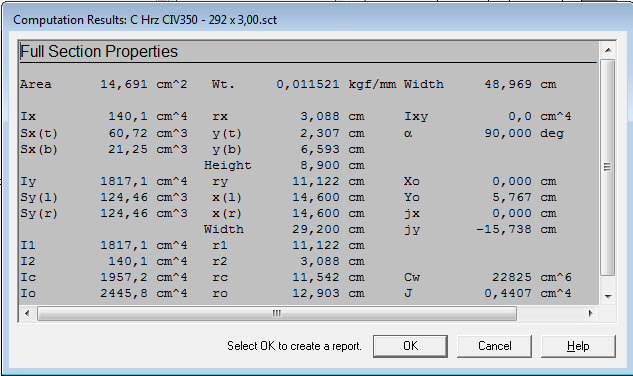 Computation Results: C Hrz CIV350 - 292 x 3,00.sct
Full Section Properties
Area 14,691 cm^2 Wt. 0,011521 kgf/mm Width 48,969 cm
Ix 140,1 cm^4 rx 3,088 cm Ixy 0,0 cm^4
Sx(t) 60,72 cm^3 y(t) 2,307 cm α 90,000 deg
Sx(b) 21,25 cm^3 y(b) 6,593 cm
Height 8,900 cm
Iy 1817,1 cm^4 ry 11,122 cm Xo 0,000 cm
Sy(l) 124,46 cm^3 x(l) 14,600 cm Yo 5,767 cm
Sy(r) 124,46 cm^3 x(r) 14,600 cm jx 0,000 cm
Width 29,200 cm jy -15,738 cm
I1 1817,1 cm^4 r1 11,122 cm
I2 140,1 cm^4 r2 3,088 cm
Ic 1957,2 cm^4 rc 11,542 cm Cw 22825 cm^6
Io 2445,8 cm^4 ro 12,903 cm J 0,4407 cm^4
Select OK to create a report. OK Cancel Help